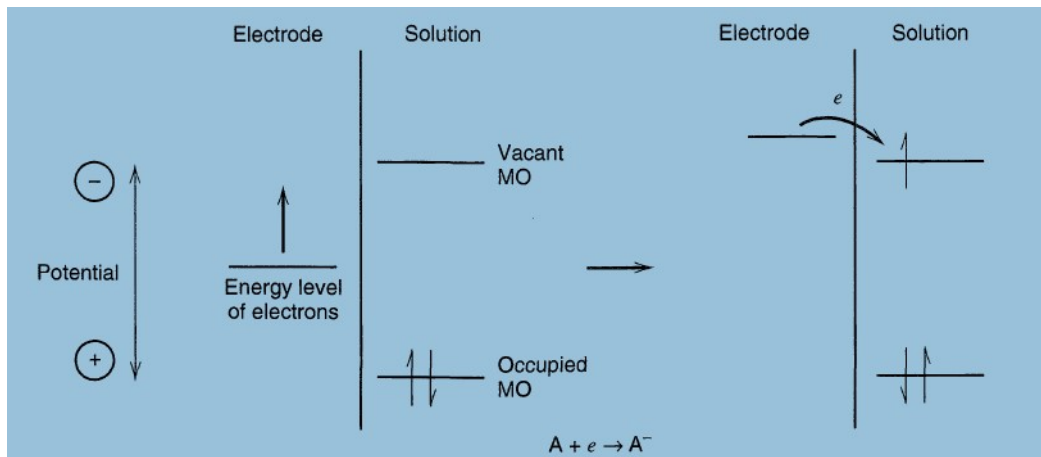 Electrode
Solution
Electrode
Solution
e
Vacant
MO
−
Potential
Energy level
of electrons
+
Occupied
MO
A + e → A⁻